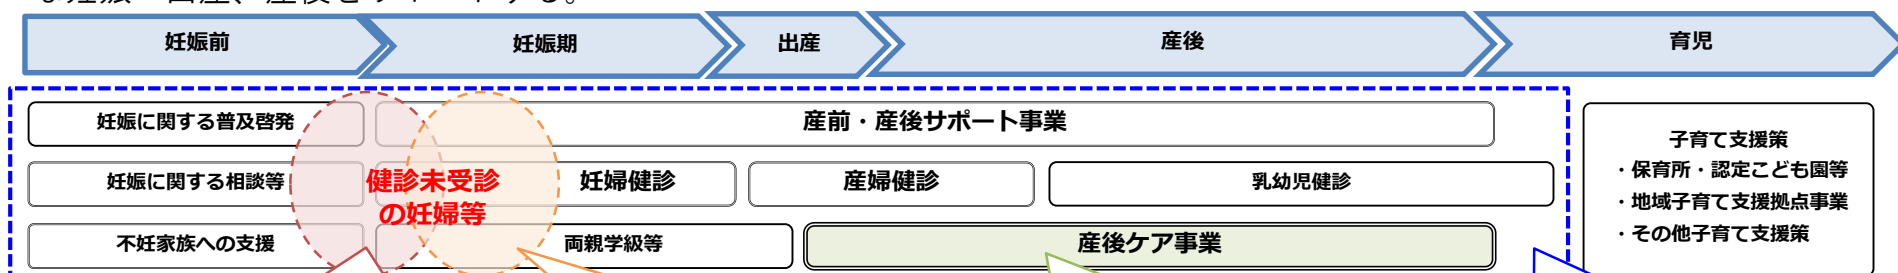 妊娠前 妊娠期 出産 産後 育児
妊娠に関する普及啓発 産前・産後サポート事業
妊娠に関する相談等 健診未受診の妊婦等 妊婦健診 産婦健診 乳幼児健診
不妊家族への支援 両親学級等 産後ケア事業
子育て支援策
・保育所・認定こども園等
・地域子育て支援拠点事業
・その他子育て支援策